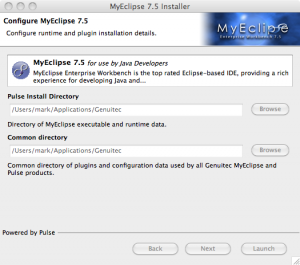 MyEclipse 7.5 Installer
Configure MyEclipse 7.5
Configure runtime and plugin installation details.
MyEclipse
Enterprise Workbench
MyEclipse 7.5 for use by Java Developers
MyEclipse Enterprise Workbench is the top rated Eclipse-based IDE, providing a rich
experience for developing Java and...
Pulse Install Directory
/Users/mark/Applications/Genuitec
Browse
Directory of MyEclipse executable and runtime data.
Common directory
/Users/mark/Applications/Genuitec
Browse
Common directory of plugins and configuration data used by all Genuitec MyEclipse and
Pulse products.
Powered by Pulse
Back
Next
Launch